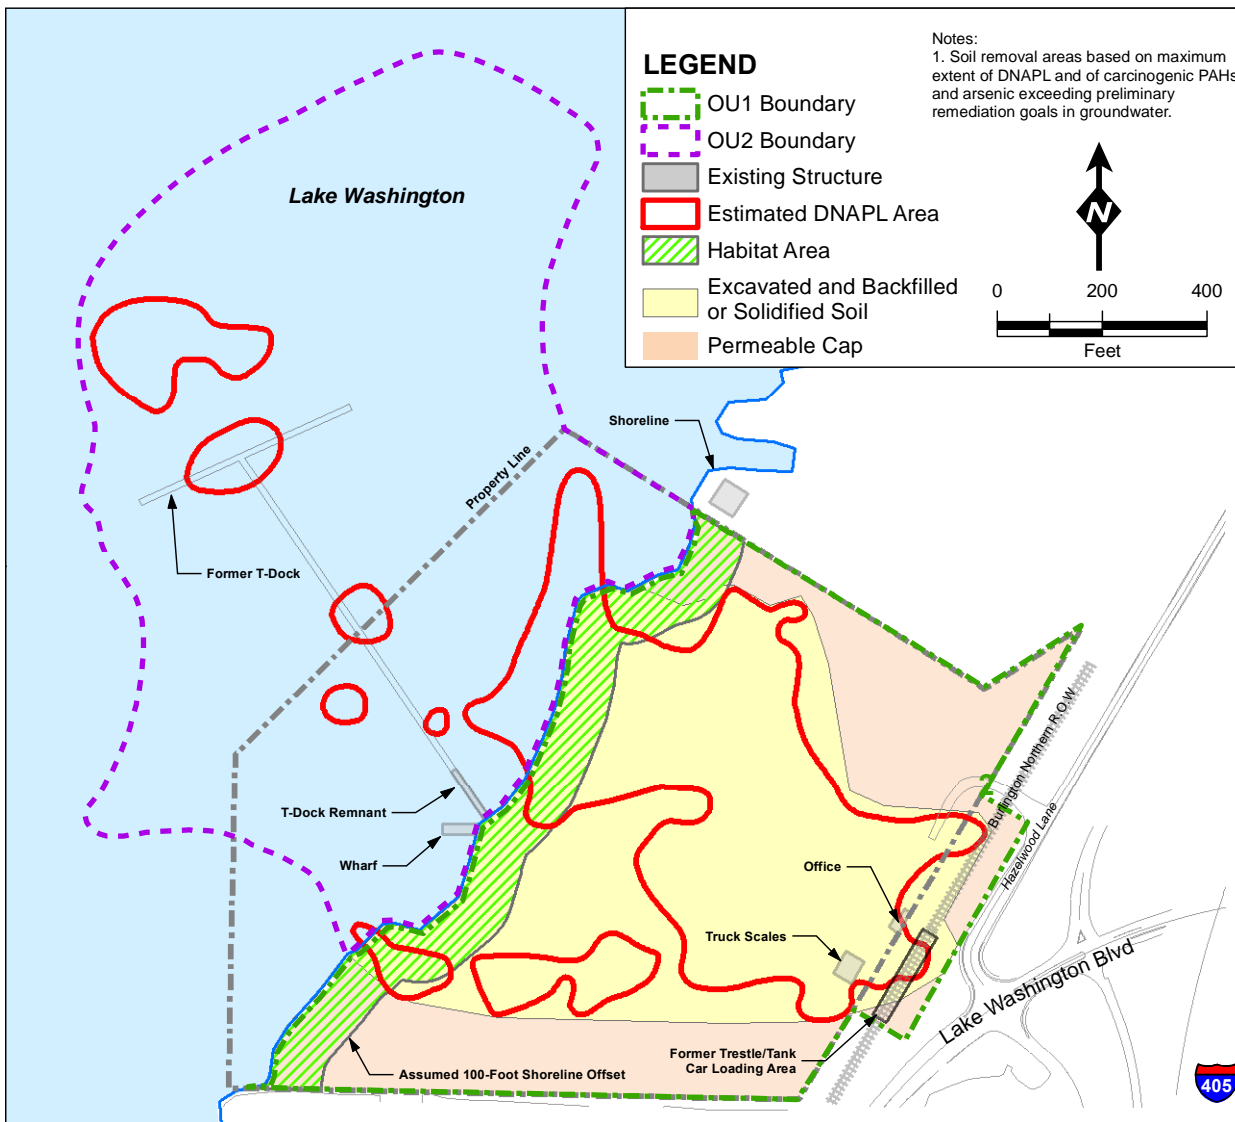 LEGEND
OU1 Boundary
OU2 Boundary
Existing Structure
Estimated DNAPL Area
Habitat Area
Excavated and Backfilled
or Solidified Soil
Permeable Cap
Notes:
1. Soil removal areas based on maximum
extent of DNAPL and of carcinogenic PAHs
and arsenic exceeding preliminary
remediation goals in groundwater.
N
0 200 400
Feet
Lake Washington
Shoreline
Property Line
Former T-Dock
T-Dock Remnant
Wharf
Office
Truck Scales
Burlington Northern R.O.W
Hazelwood Lane
Lake Washington Blvd
Former Trestle/Tank
Car Loading Area
Assumed 100-Foot Shoreline Offset
405